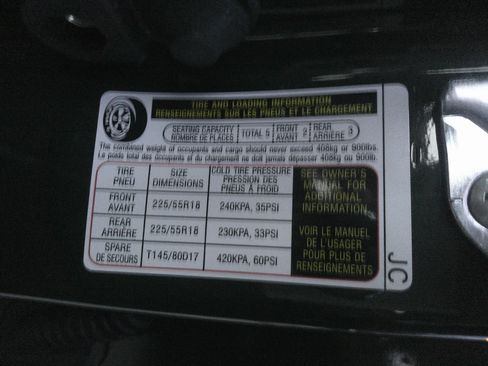 TIRE AND LOADING INFORMATION
RENSEIGNEMENTS SUR LES PNEUS ET LE CHARGEMENT
SEATING CAPACITY
NOMBRE DE PLACES
TOTAL 5
FRONT
AVANT 2
REAR
ARRIÈRE 3
The combined weight of occupants and cargo should never exceed 408kg or 900lbs.
Le poids total des occupants et du chargement ne doit jamais dépasser 408kg or 900lb.
TIRE
PNEU
SIZE
DIMENSIONS
COLD TIRE PRESSURE
PRESSION DES
PNEUS À FROID
FRONT
AVANT
225/55R18
240KPA, 35PSI
REAR
ARRIÈRE
225/55R18
230KPA, 33PSI
SPARE
DE SECOURS
T145/80D17
420KPA, 60PSI
SEE OWNER'S
MANUAL FOR
ADDITIONAL
INFORMATION.
VOIR LE MANUEL
DE L'USAGER
POUR PLUS DE
RENSEIGNEMENTS
JC